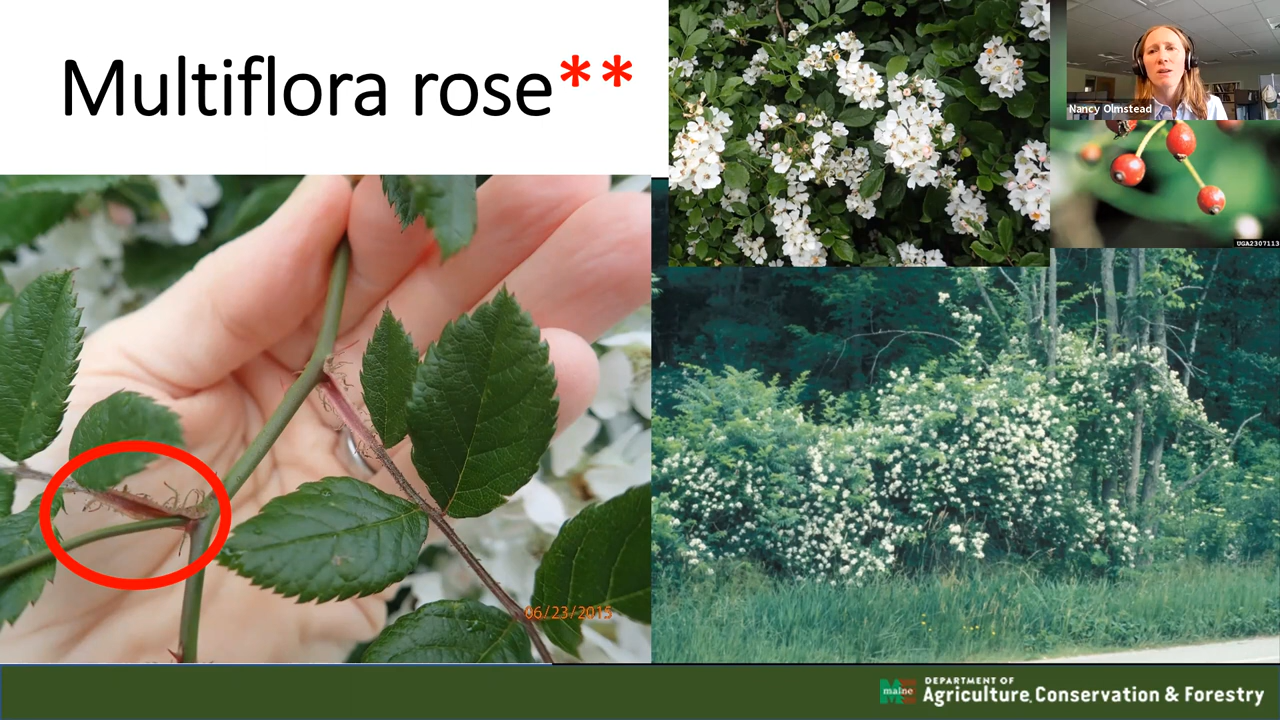 Multiflora rose**
Nancy Olmstead
UGA2307113
06/23/2015
maine
DEPARTMENT OF
Agriculture, Conservation & Forestry